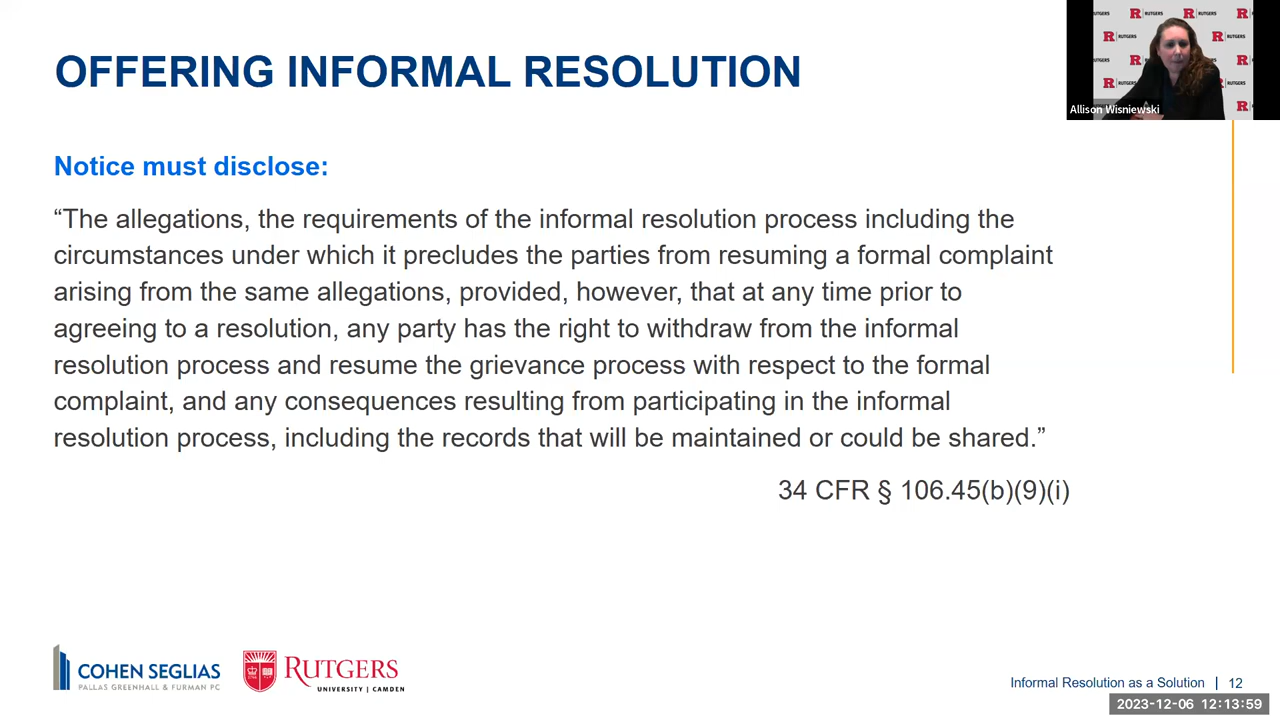 OFFERING INFORMAL RESOLUTION
RUTGERS
RUTGERS
RUTGERS
RUTGERS
RUTGERS
RUTGERS
Allison Wisniewski
Notice must disclose:
“The allegations, the requirements of the informal resolution process including the
circumstances under which it precludes the parties from resuming a formal complaint
arising from the same allegations, provided, however, that at any time prior to
agreeing to a resolution, any party has the right to withdraw from the informal
resolution process and resume the grievance process with respect to the formal
complaint, and any consequences resulting from participating in the informal
resolution process, including the records that will be maintained or could be shared.”
34 CFR § 106.45(b)(9)(i)
COHEN SEGLIAS
PALLAS GREENHALL & FURMAN PC
RUTGERS
UNIVERSITY | CAMDEN
Informal Resolution as a Solution | 12
2023-12-06 12:13:59